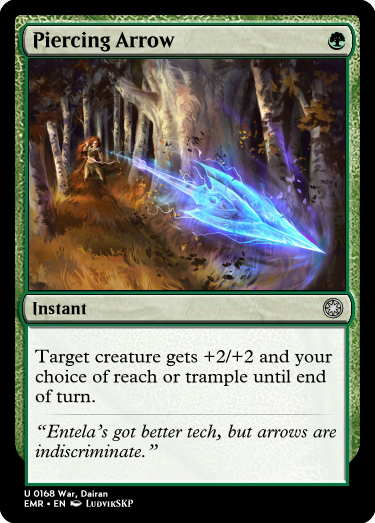 Piercing Arrow
Instant
Target creature gets +2/+2 and your
choice of reach or trample until end
of turn.
“Entela’s got better tech, but arrows are
indiscriminate.”
U 0168 War, Dairan
EMR • EN LudvikSKP